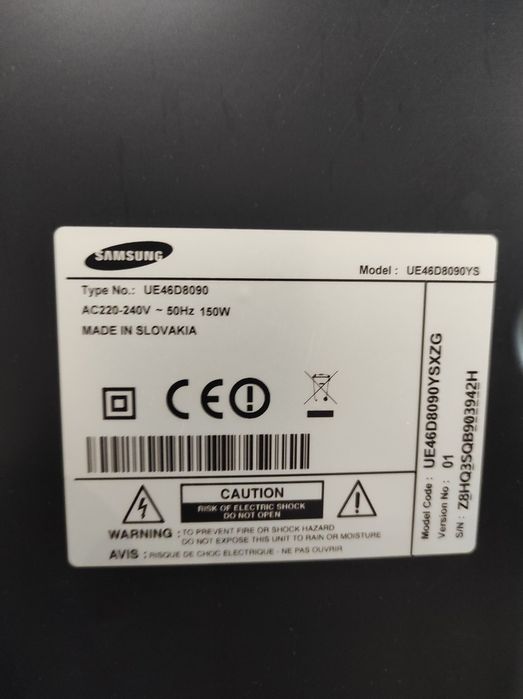 SAMSUNG
Model : UE46D8090YS
Type No.: UE46D8090
AC220-240V ~ 50Hz 150W
MADE IN SLOVAKIA
CE
CAUTION
RISK OF ELECTRIC SHOCK
DO NOT OPEN
WARNING : TO PREVENT FIRE OR SHOCK HAZARD
DO NOT EXPOSE THIS UNIT TO RAIN OR MOISTURE
AVIS : RISQUE DE CHOC ELECTRIQUE - NE PAS OUVRIR
Model Code : UE46D8090YSXZG
Version No : 01
S/N : Z8HQ3SQB903942H